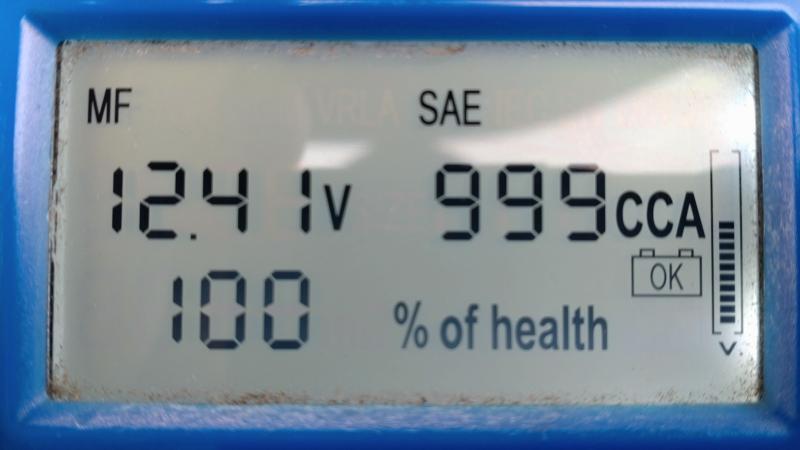 MF SAE
12.41V 999CCA
OK
100 % of health